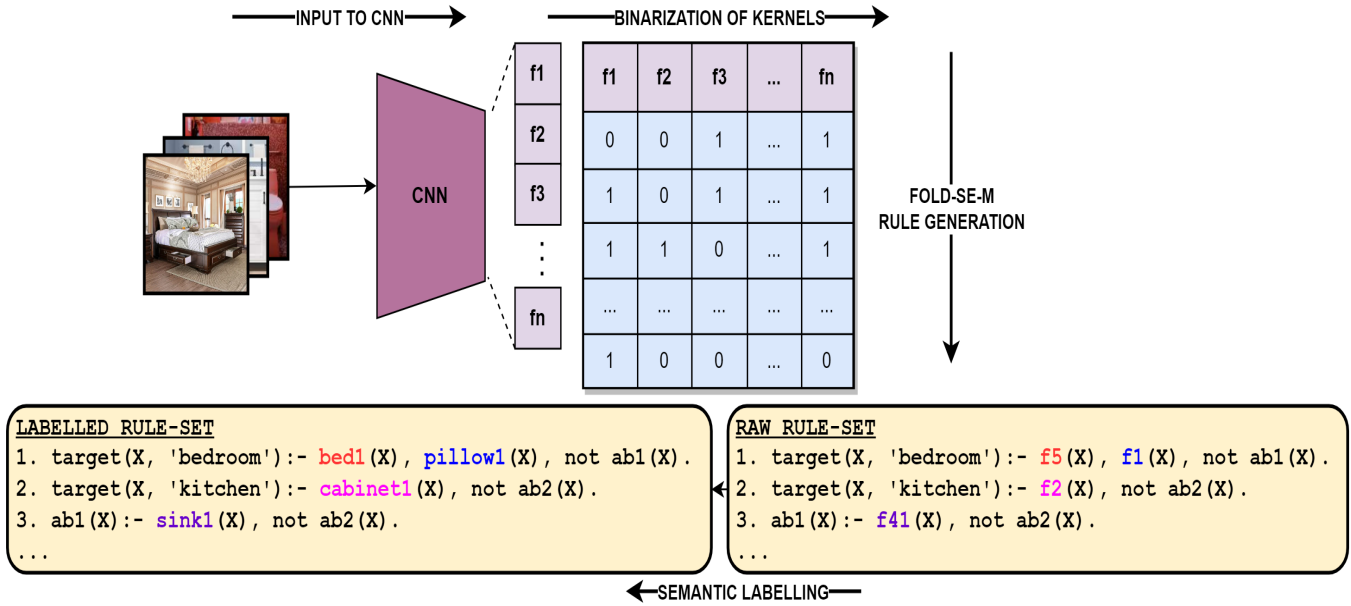 INPUT TO CNN
BINARIZATION OF KERNELS
CNN
f1
f2
f3
fn
f1 f2 f3 ... fn
0 0 1 ... 1
1 0 1 ... 1
1 1 0 ... 1
... ... ... ... ...
1 0 0 ... 0
FOLD-SE-M
RULE GENERATION
LABELLED RULE-SET
1. target(X, 'bedroom'):- bed1(X), pillow1(X), not ab1(X).
2. target(X, 'kitchen'):- cabinet1(X), not ab2(X).
3. ab1(X):- sink1(X), not ab2(X).
...
RAW RULE-SET
1. target(X, 'bedroom'):- f5(X), f1(X), not ab1(X).
2. target(X, 'kitchen'):- f2(X), not ab2(X).
3. ab1(X):- f41(X), not ab2(X).
...
SEMANTIC LABELLING